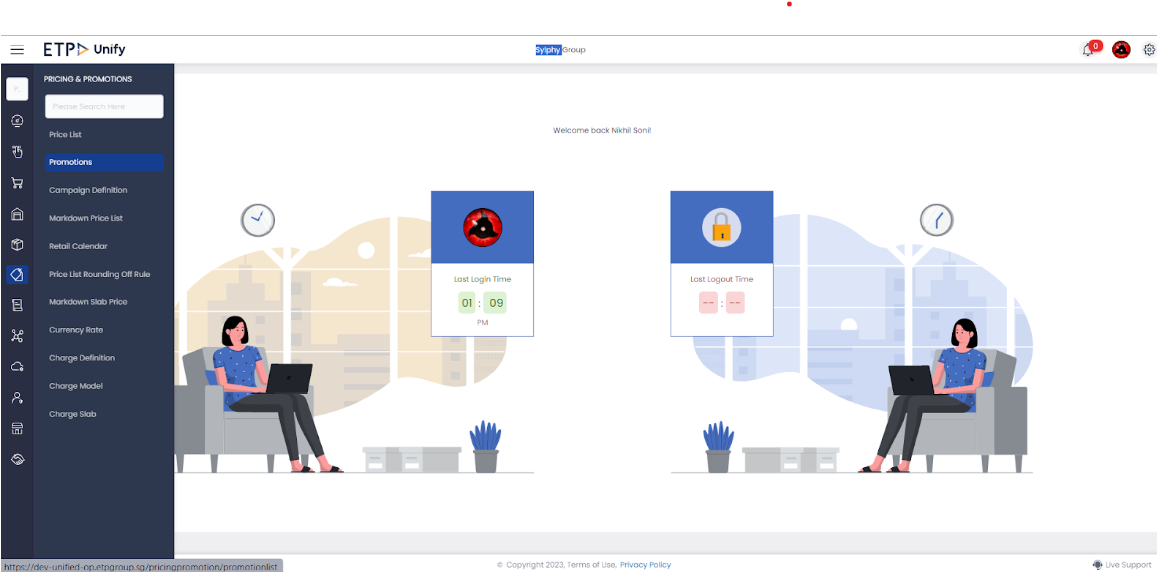 ETP Unify
Sylphy Group
0
P..
PRICING & PROMOTIONS
Please Search Here
Price List
Promotions
Campaign Definition
Markdown Price List
Retail Calendar
Price List Rounding Off Rule
Markdown Slab Price
Currency Rate
Charge Definition
Charge Model
Charge Slab
Welcome back Nikhil Soni!
Last Login Time
01 : 09
PM
Last Logout Time
-- : --
https://dev-unified-op.etpgroup.sg/pricingpromotion/promotionlist
© Copyright 2023, Terms of Use, Privacy Policy
Live Support